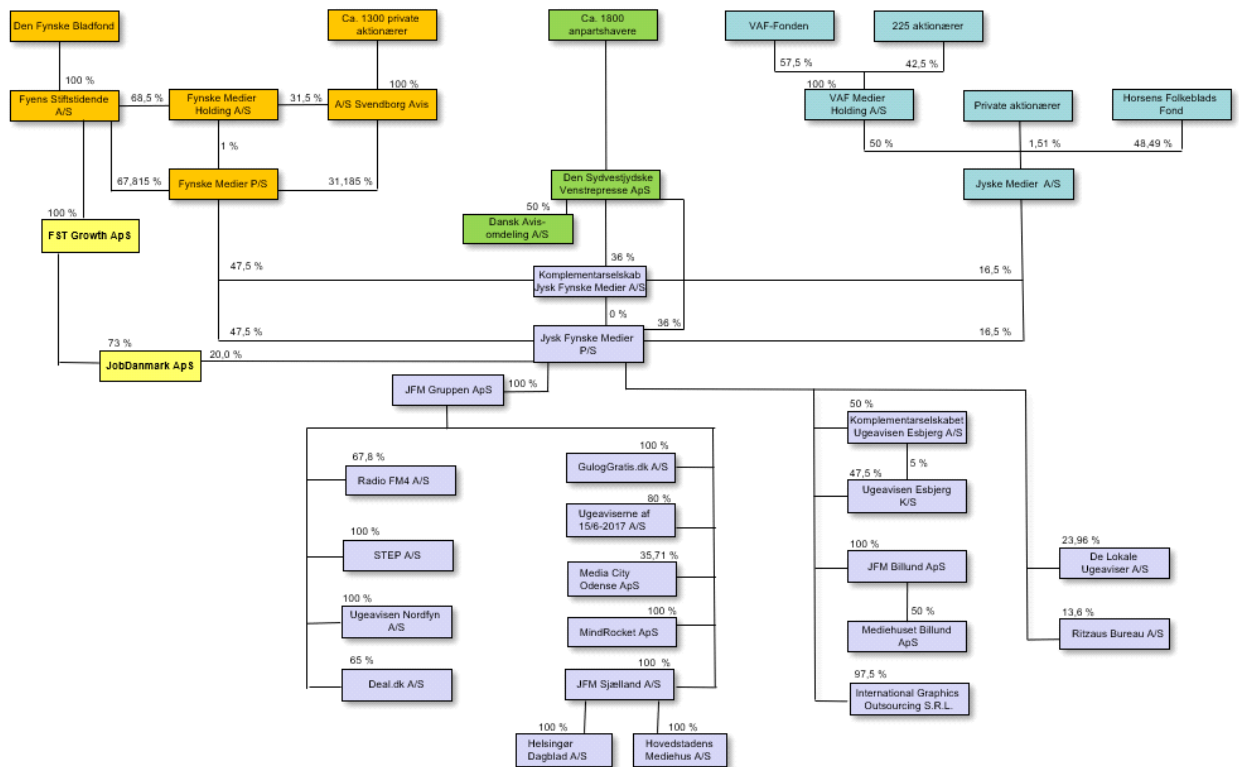 Den Fynske Bladfond
Ca. 1300 private
aktionærer
Ca. 1800
anpartshavere
VAF-Fonden
225 aktionærer
57,5 %
42,5 %
100 %
100 %
100 %
Fyens Stiftstidende
A/S
68,5 %
Fynske Medier
Holding A/S
31,5 %
A/S Svendborg Avis
VAF Medier
Holding A/S
Private aktionærer
Horsens Folkeblads
Fond
1 %
50 %
1,51 %
48,49 %
67,815 %
Fynske Medier P/S
31,185 %
Den Sydvestjydske
Venstrepresse ApS
Jyske Medier A/S
100 %
50 %
FST Growth ApS
Dansk Avis-
omdeling A/S
36 %
47,5 %
Komplementarselskab
Jysk Fynske Medier A/S
16,5 %
0 %
36 %
47,5 %
Jysk Fynske Medier
P/S
16,5 %
73 %
JobDanmark ApS
20,0 %
JFM Gruppen ApS
100 %
50 %
Komplementarselskabet
Ugeavisen Esbjerg A/S
67,8 %
Radio FM4 A/S
100 %
GulogGratis.dk A/S
5 %
47,5 %
Ugeavisen Esbjerg
K/S
80 %
Ugeaviserne af
15/6-2017 A/S
100 %
STEP A/S
35,71 %
Media City
Odense ApS
100 %
JFM Billund ApS
23,96 %
De Lokale
Ugeaviser A/S
100 %
Ugeavisen Nordfyn
A/S
100 %
MindRocket ApS
50 %
Mediehuset Billund
ApS
13,6 %
Ritzaus Bureau A/S
65 %
Deal.dk A/S
100 %
JFM Sjælland A/S
97,5 %
International Graphics
Outsourcing S.R.L.
100 %
Helsingør
Dagblad A/S
100 %
Hovedstadens
Mediehus A/S